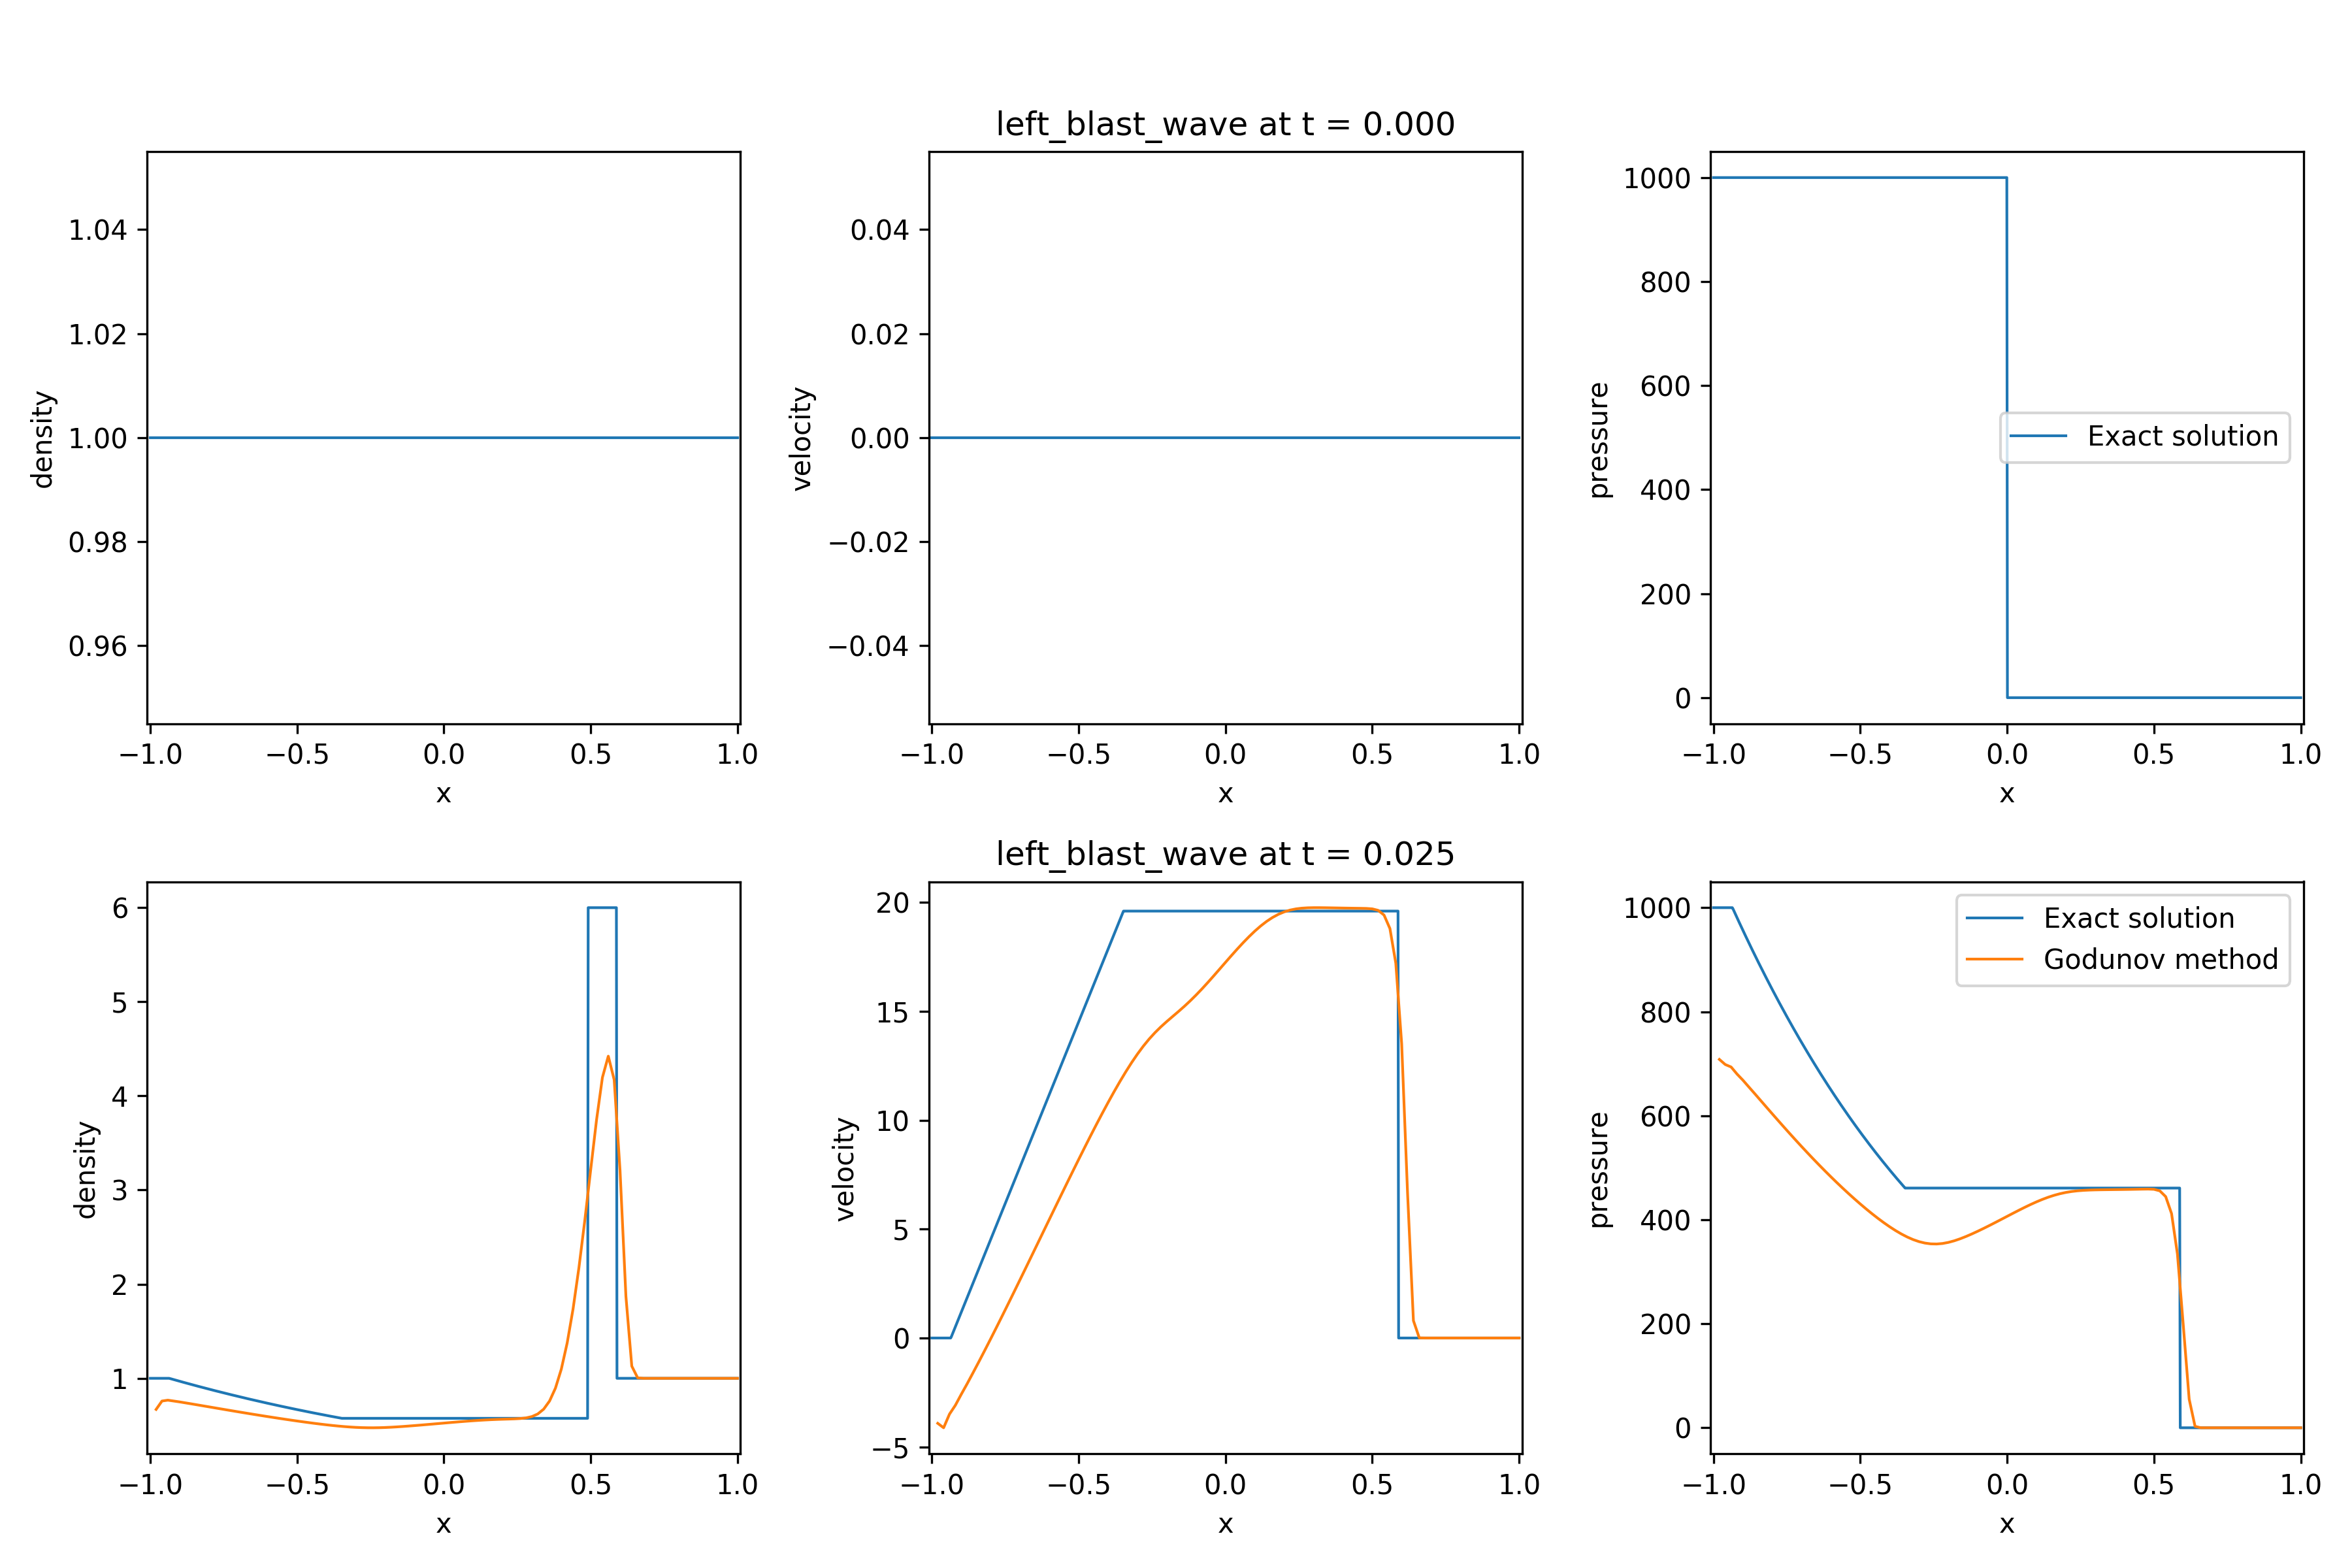 left_blast_wave at t = 0.000
density
1.04
1.02
1.00
0.98
0.96
−1.0 −0.5 0.0 0.5 1.0
x
velocity
0.04
0.02
0.00
−0.02
−0.04
−1.0 −0.5 0.0 0.5 1.0
x
pressure
1000
800
600
400
200
0
Exact solution
−1.0 −0.5 0.0 0.5 1.0
x
left_blast_wave at t = 0.025
density
6
5
4
3
2
1
−1.0 −0.5 0.0 0.5 1.0
x
velocity
20
15
10
5
0
−5
−1.0 −0.5 0.0 0.5 1.0
x
pressure
1000
800
600
400
200
0
Exact solution
Godunov method
−1.0 −0.5 0.0 0.5 1.0
x